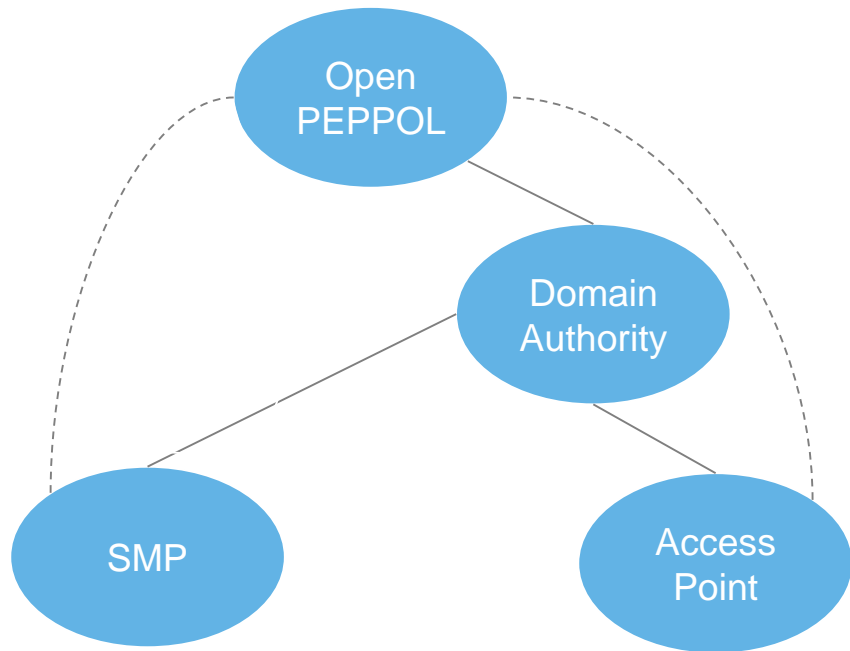 Open
PEPPOL
Domain
Authority
SMP
Access
Point